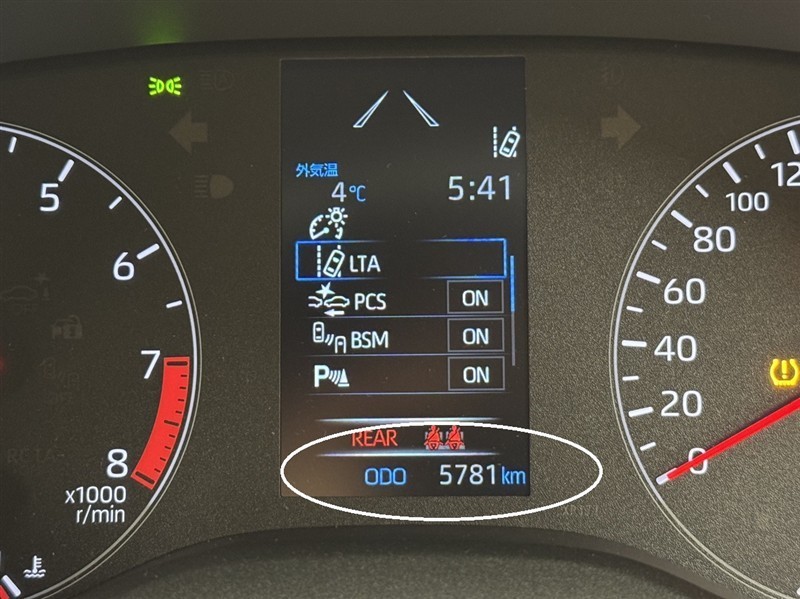 外気温
4℃ 5:41
LTA
PCS ON
BSM ON
P ON
REAR
ODO 5781 km
5
6
7
8
x1000
r/min
0
20
40
60
80
100